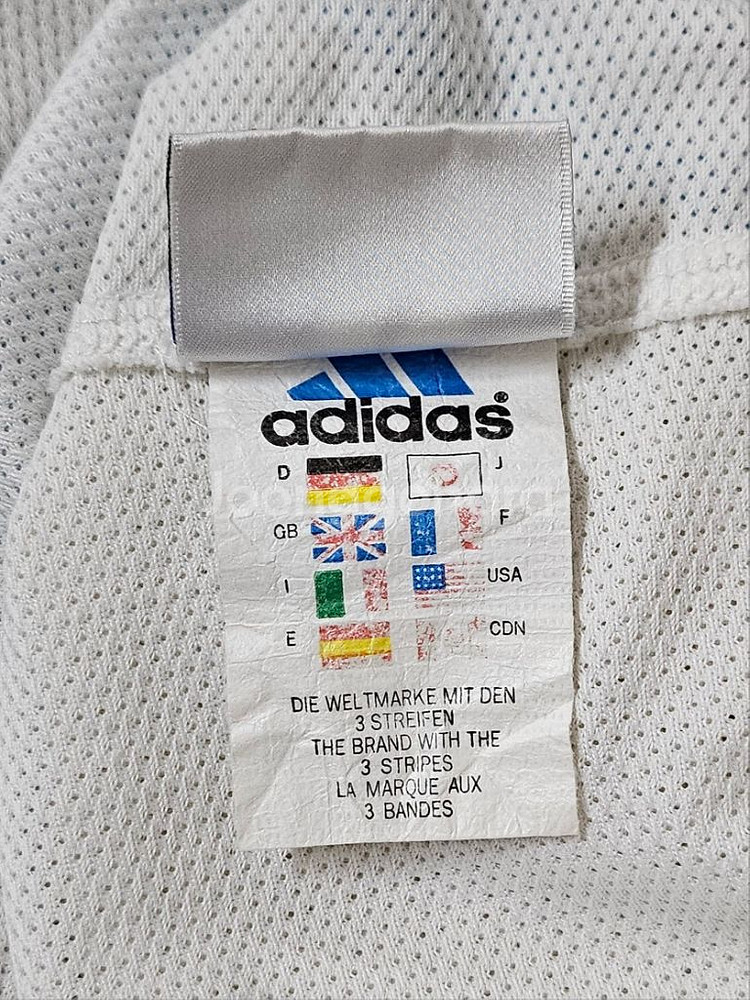 adidas®
D J
GB F
I USA
E CDN
DIE WELTMARKE MIT DEN
3 STREIFEN
THE BRAND WITH THE
3 STRIPES
LA MARQUE AUX
3 BANDES